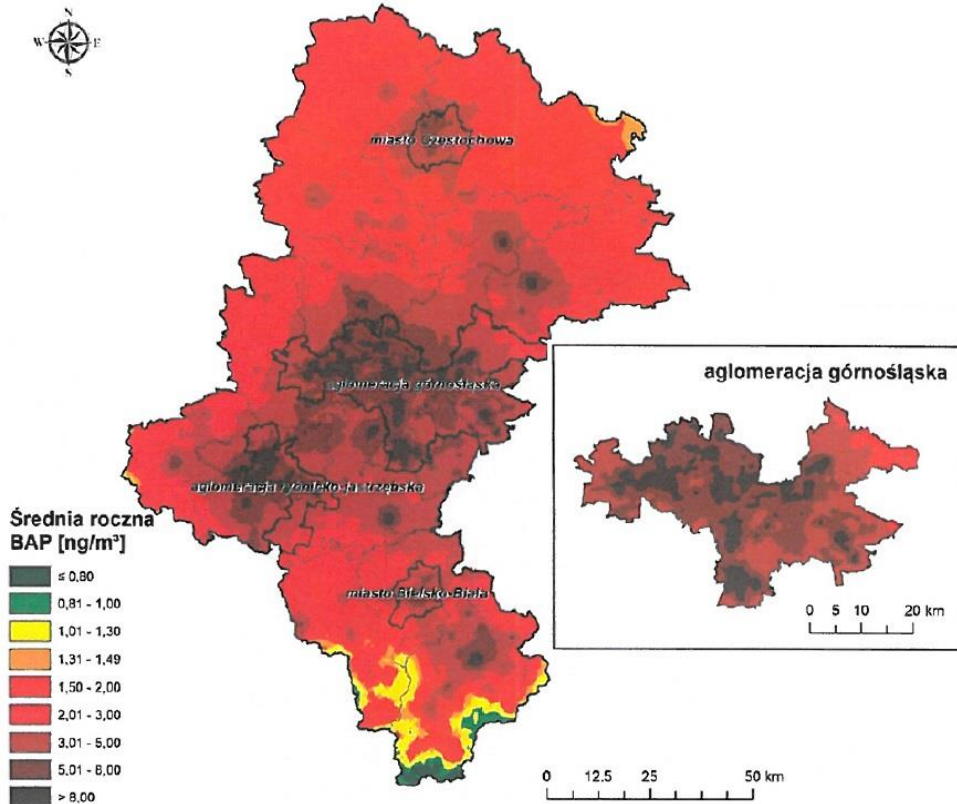 N
W E
S
miasto Częstochowa
aglomeracja górnośląska
aglomeracja rybnicko-jastrzębska
miasto Bielsko-Biała
aglomeracja górnośląska
0 5 10 20 km
Średnia roczna
BAP [ng/m³]
≤ 0,80
0,81 - 1,00
1,01 - 1,30
1,31 - 1,49
1,50 - 2,00
2,01 - 3,00
3,01 - 5,00
5,01 - 8,00
> 8,00
0 12.5 25 50 km